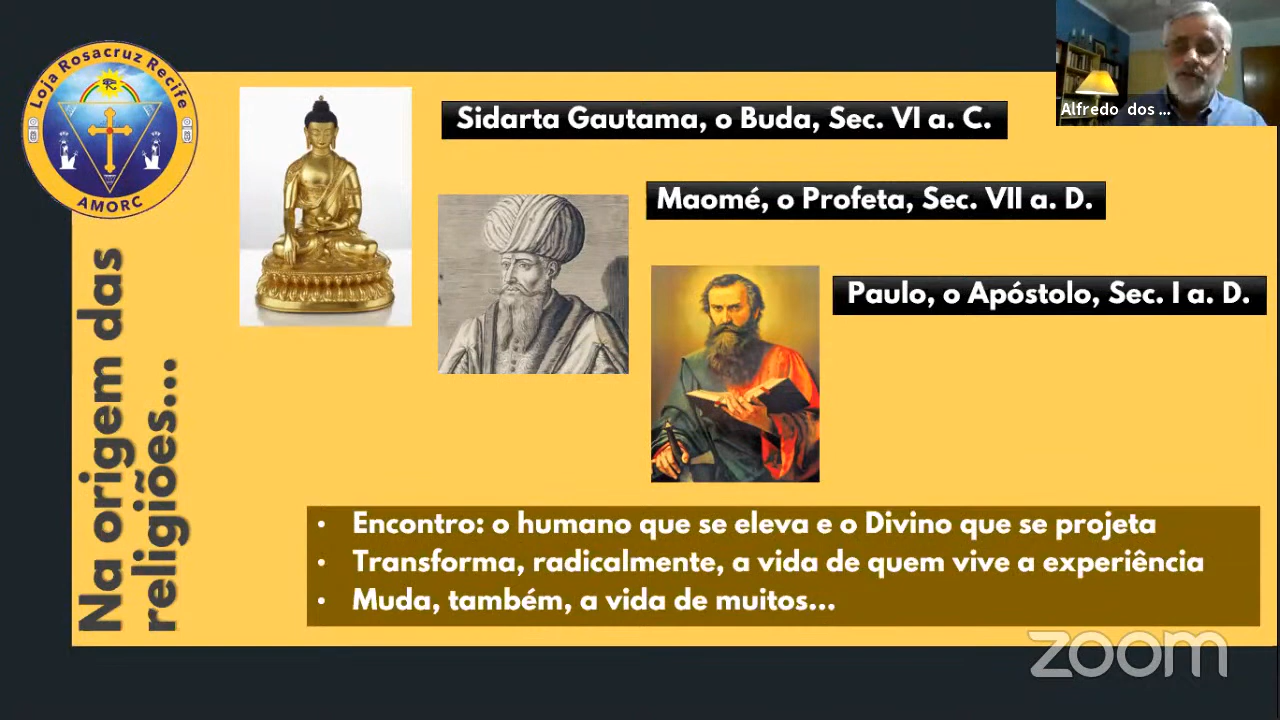 Loja Rosacruz Recife
AMORC
Na origem das
religiões...
Sidarta Gautama, o Buda, Sec. VI a. C.
Maomé, o Profeta, Sec. VII a. D.
Paulo, o Apóstolo, Sec. I a. D.
Alfredo dos ...
• Encontro: o humano que se eleva e o Divino que se projeta
• Transforma, radicalmente, a vida de quem vive a experiência
• Muda, também, a vida de muitos...
zoom